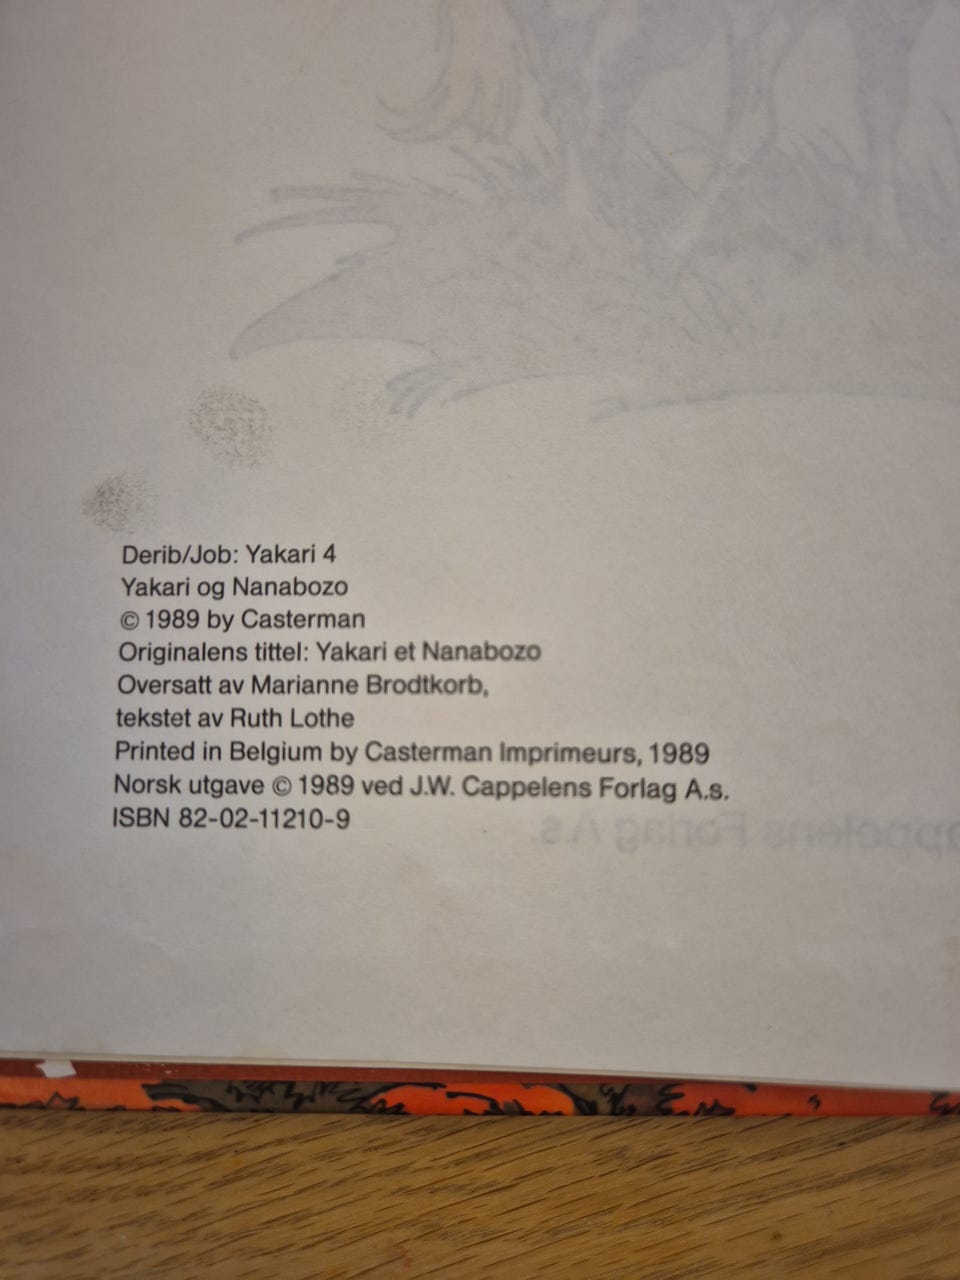 Derib/Job: Yakari 4
Yakari og Nanabozo
© 1989 by Casterman
Originalens tittel: Yakari et Nanabozo
Oversatt av Marianne Brodtkorb,
tekstet av Ruth Lothe
Printed in Belgium by Casterman Imprimeurs, 1989
Norsk utgave © 1989 ved J.W. Cappelens Forlag A.s.
ISBN 82-02-11210-9
ppelens Forlag A.s.